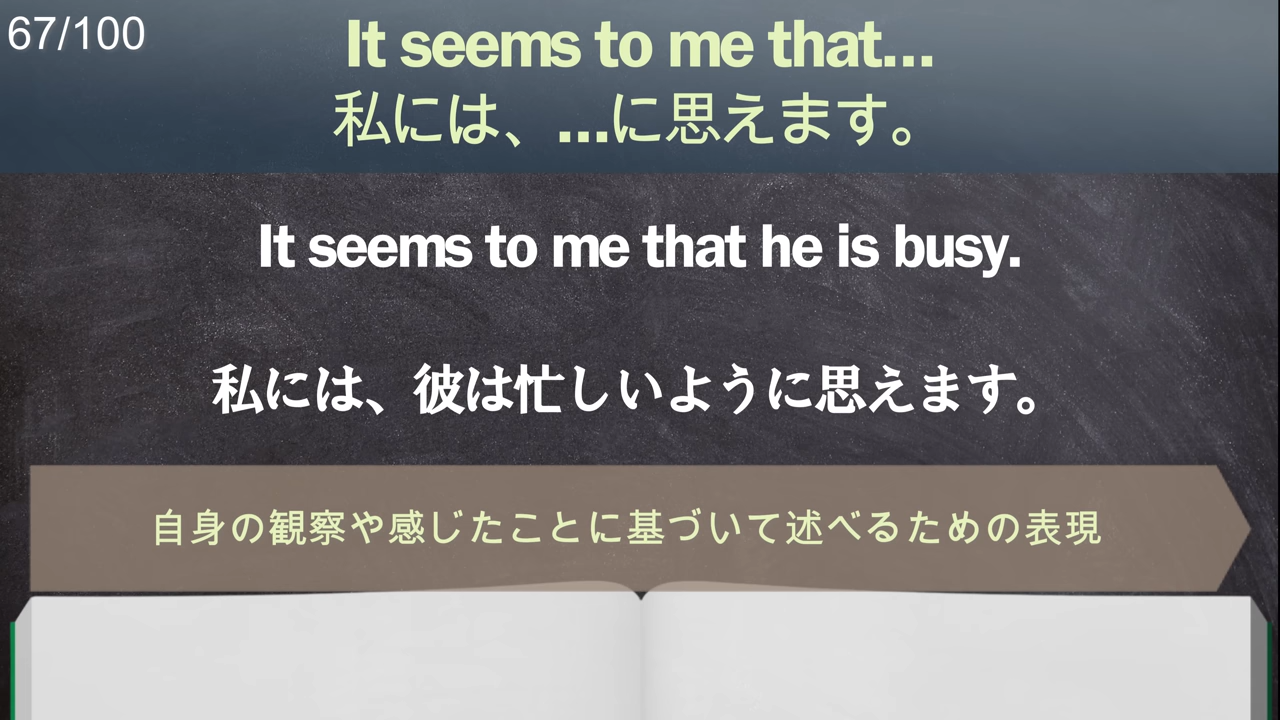 67/100
It seems to me that...
私には、...に思えます。
It seems to me that he is busy.
私には、彼は忙しいように思えます。
自身の観察や感じたことに基づいて述べるための表現